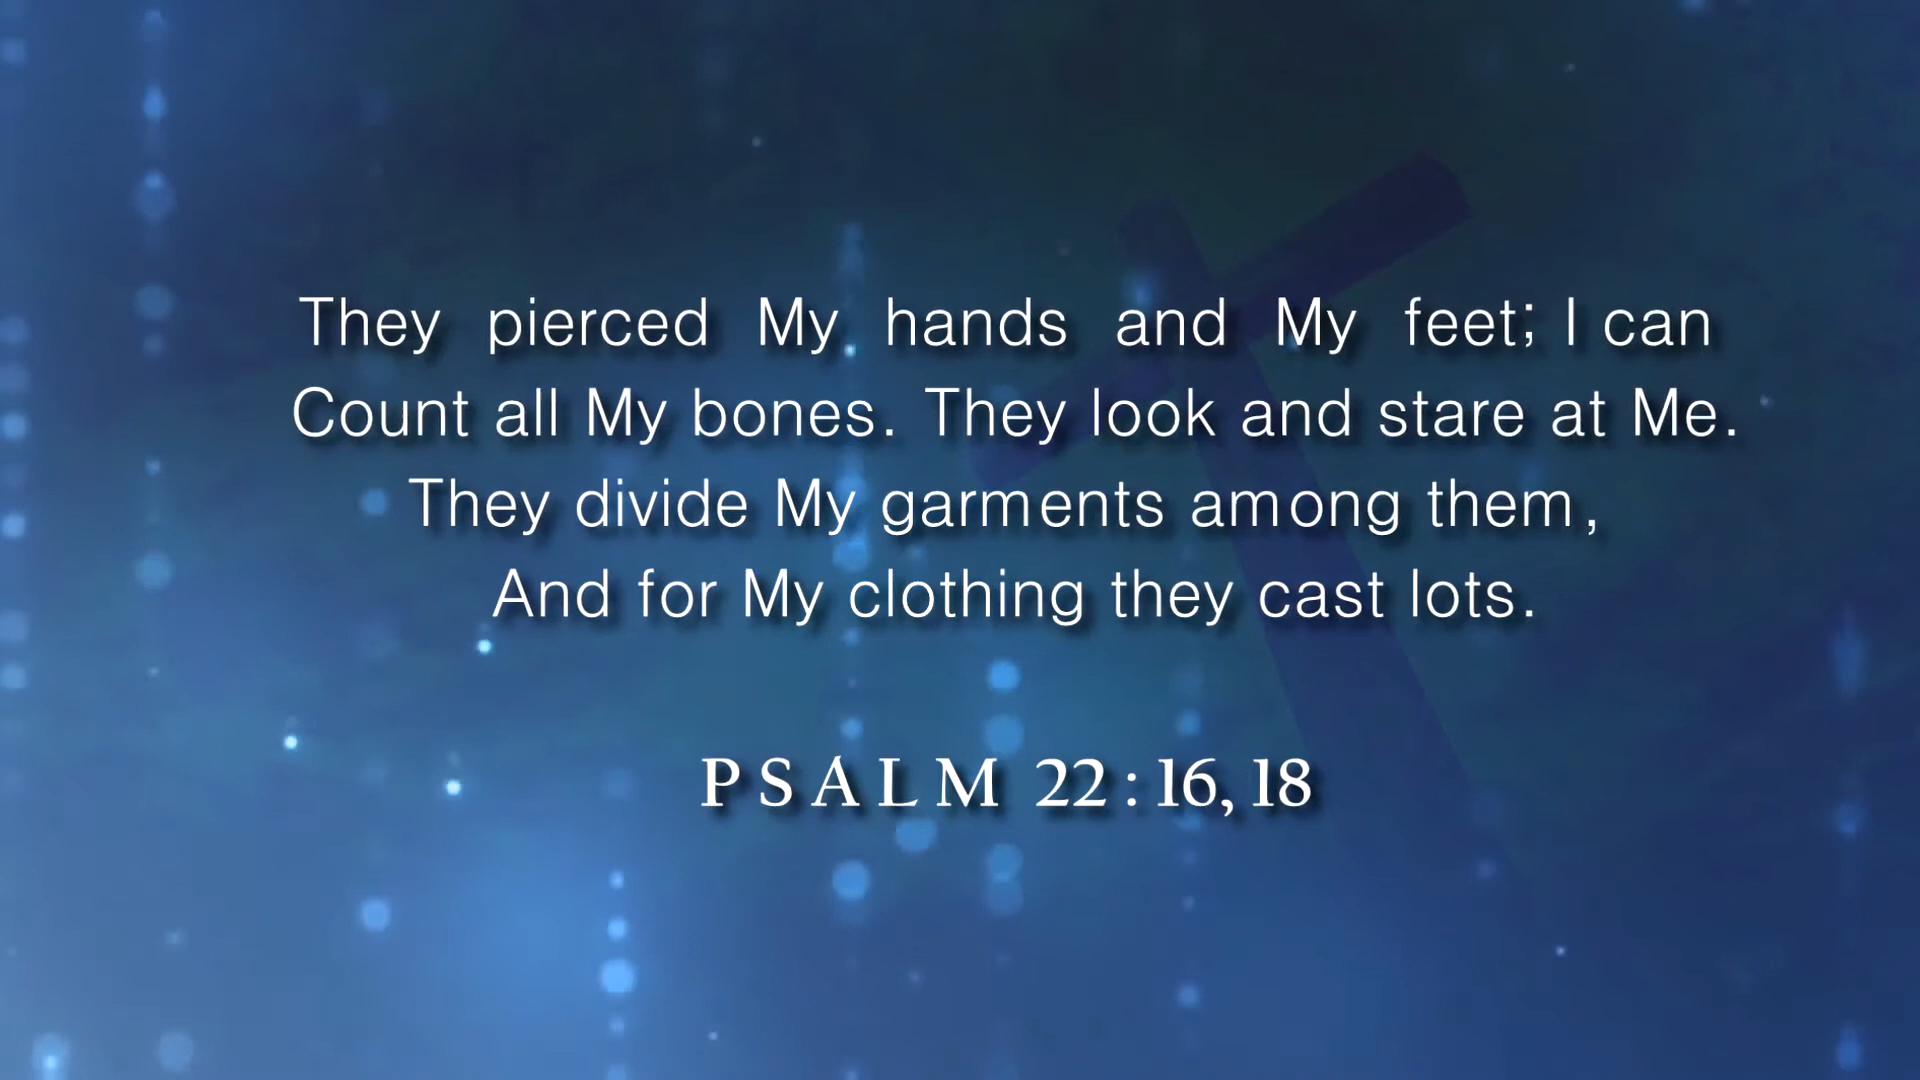 They pierced My hands and My feet; I can
Count all My bones. They look and stare at Me.
They divide My garments among them,
And for My clothing they cast lots.
PSALM 22:16, 18